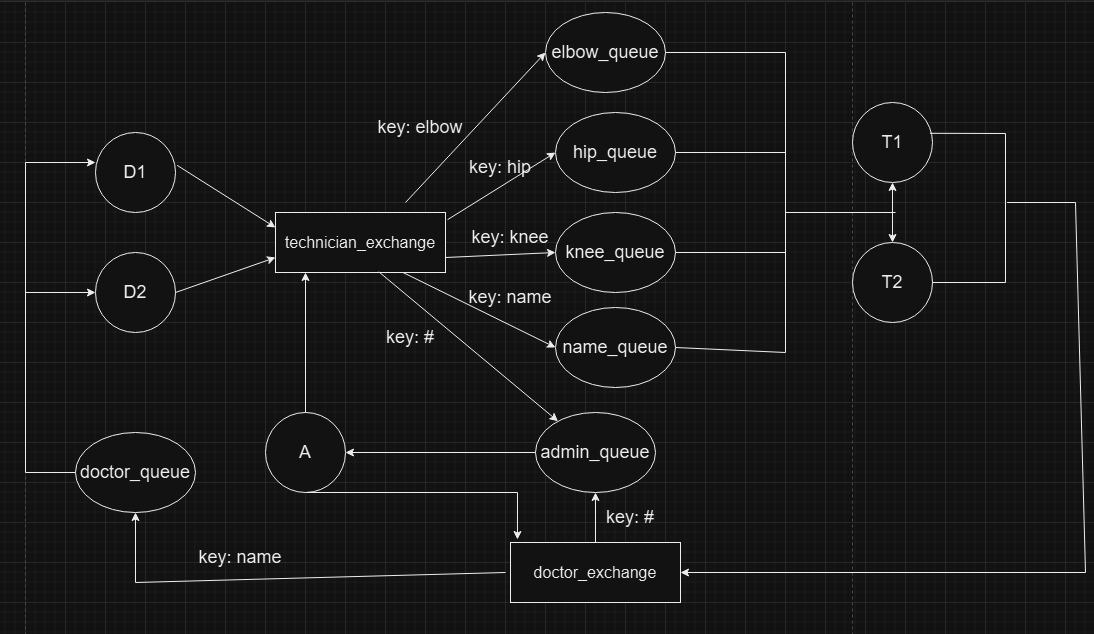 elbow_queue
key: elbow
T1
hip_queue
key: hip
D1
technician_exchange
key: knee
knee_queue
D2
T2
key: name
key: #
name_queue
A
admin_queue
doctor_queue
key: #
key: name
doctor_exchange